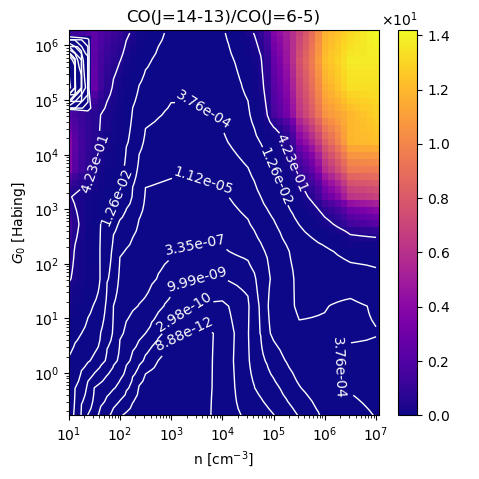 CO(J=14-13)/CO(J=6-5)
×10¹
10⁶
10⁵
10⁴
10³
10²
10¹
10⁰
G₀ [Habing]
4.23e-01
1.26e-02
3.76e-04
1.12e-05
3.35e-07
9.99e-09
2.98e-10
8.88e-12
4.23e-01
1.26e-02
3.76e-04
10¹
10²
10³
10⁴
10⁵
10⁶
10⁷
n [cm⁻³]
1.4
1.2
1.0
0.8
0.6
0.4
0.2
0.0